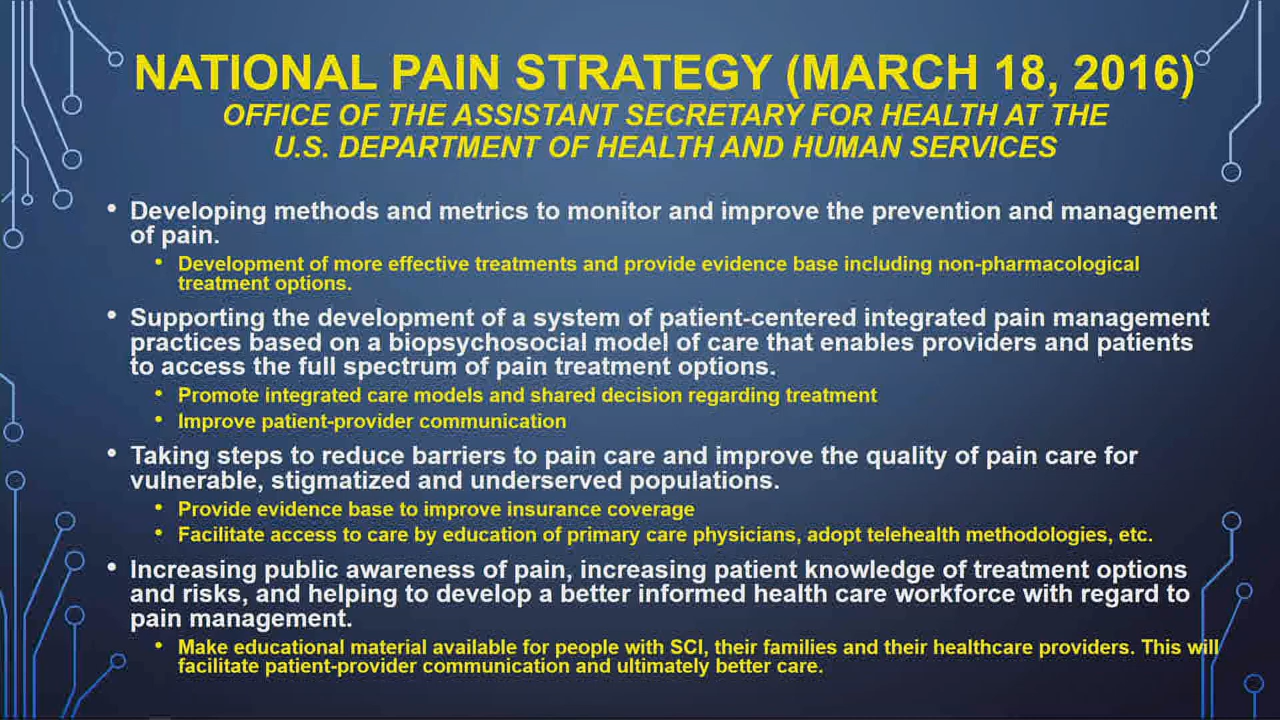 NATIONAL PAIN STRATEGY (MARCH 18, 2016)
OFFICE OF THE ASSISTANT SECRETARY FOR HEALTH AT THE
U.S. DEPARTMENT OF HEALTH AND HUMAN SERVICES
• Developing methods and metrics to monitor and improve the prevention and management
of pain.
• Development of more effective treatments and provide evidence base including non-pharmacological
treatment options.
• Supporting the development of a system of patient-centered integrated pain management
practices based on a biopsychosocial model of care that enables providers and patients
to access the full spectrum of pain treatment options.
• Promote integrated care models and shared decision regarding treatment
• Improve patient-provider communication
• Taking steps to reduce barriers to pain care and improve the quality of pain care for
vulnerable, stigmatized and underserved populations.
• Provide evidence base to improve insurance coverage
• Facilitate access to care by education of primary care physicians, adopt telehealth methodologies, etc.
• Increasing public awareness of pain, increasing patient knowledge of treatment options
and risks, and helping to develop a better informed health care workforce with regard to
pain management.
• Make educational material available for people with SCI, their families and their healthcare providers. This will
facilitate patient-provider communication and ultimately better care.